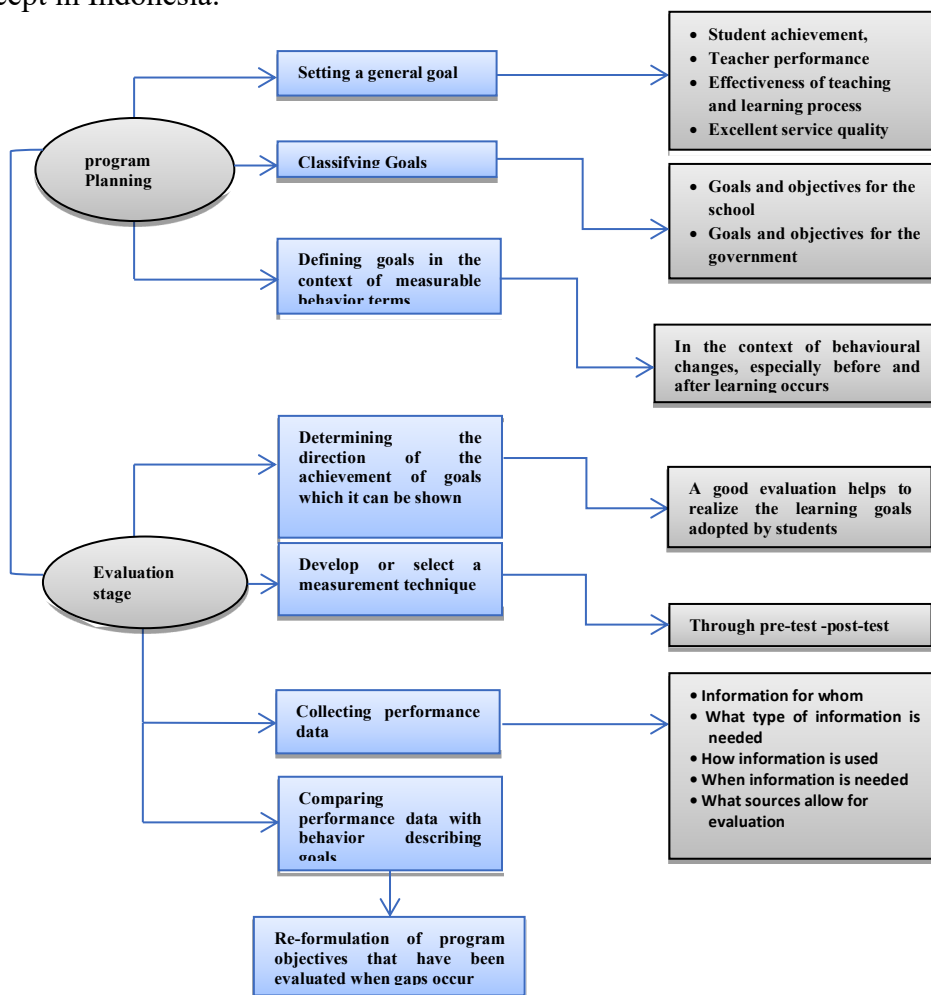 ept in Indonesia.
Setting a general goal
• Student achievement,
• Teacher performance
• Effectiveness of teaching
and learning process
• Excellent service quality
program
Planning
Classifying Goals
• Goals and objectives for the
school
• Goals and objectives for the
government
Defining goals in the
context of measurable
behavior terms
In the context of behavioural
changes, especially before and
after learning occurs
Determining the
direction of the
achievement of goals
which it can be shown
A good evaluation helps to
realize the learning goals
adopted by students
Evaluation
stage
Develop or select a
measurement technique
Through pre-test -post-test
Collecting performance
data
• Information for whom
• What type of information is
needed
• How information is used
• When information is needed
• What sources allow for
evaluation
Comparing
performance data with
behavior describing
goals
Re-formulation of program
objectives that have been
evaluated when gaps occur